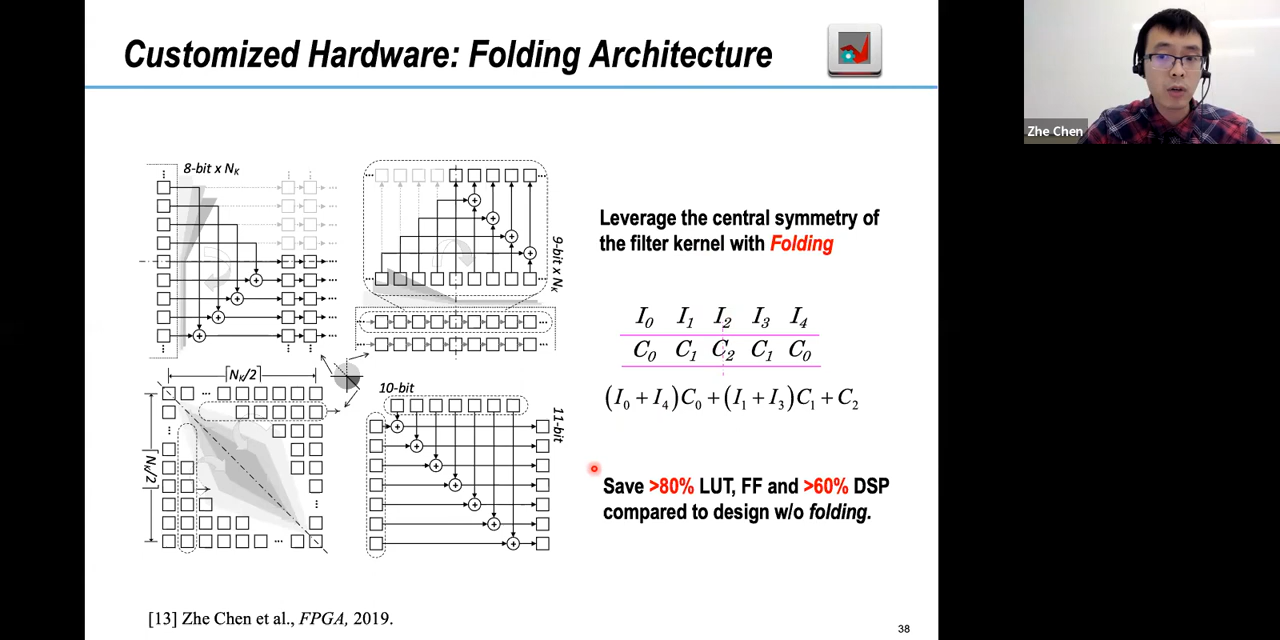 Customized Hardware: Folding Architecture
Zhe Chen
8-bit x N_K
9-bit x N_K
Leverage the central symmetry of
the filter kernel with Folding
I₀ I₁ I₂ I₃ I₄
C₀ C₁ C₂ C₁ C₀
(I₀ + I₄)C₀ + (I₁ + I₃)C₁ + C₂
⌈N_K/2⌉
⌈N_K/2⌉
10-bit
11-bit
Save >80% LUT, FF and >60% DSP
compared to design w/o folding.
[13] Zhe Chen et al., FPGA, 2019.
38